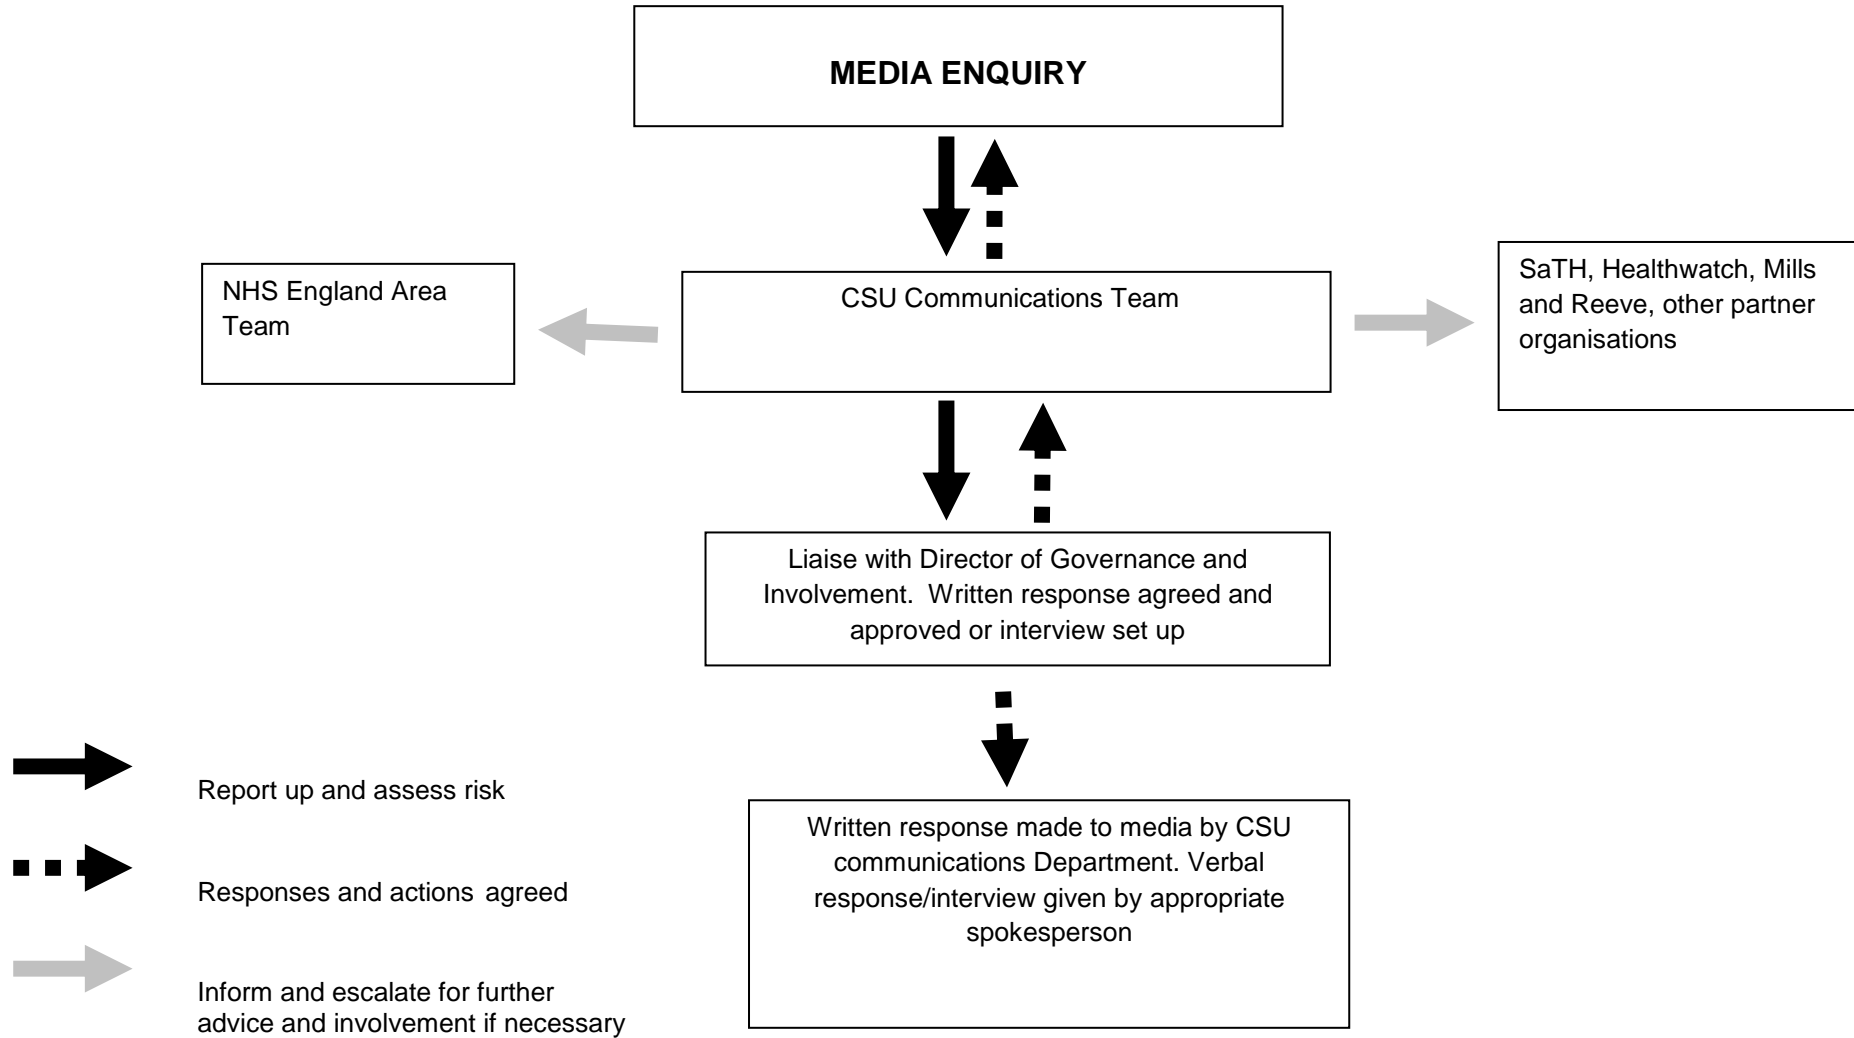 MEDIA ENQUIRY
NHS England Area
Team
CSU Communications Team
SaTH, Healthwatch, Mills
and Reeve, other partner
organisations
Liaise with Director of Governance and
Involvement.  Written response agreed and
approved or interview set up
Written response made to media by CSU
communications Department. Verbal
response/interview given by appropriate
spokesperson
Report up and assess risk
Responses and actions agreed
Inform and escalate for further
advice and involvement if necessary